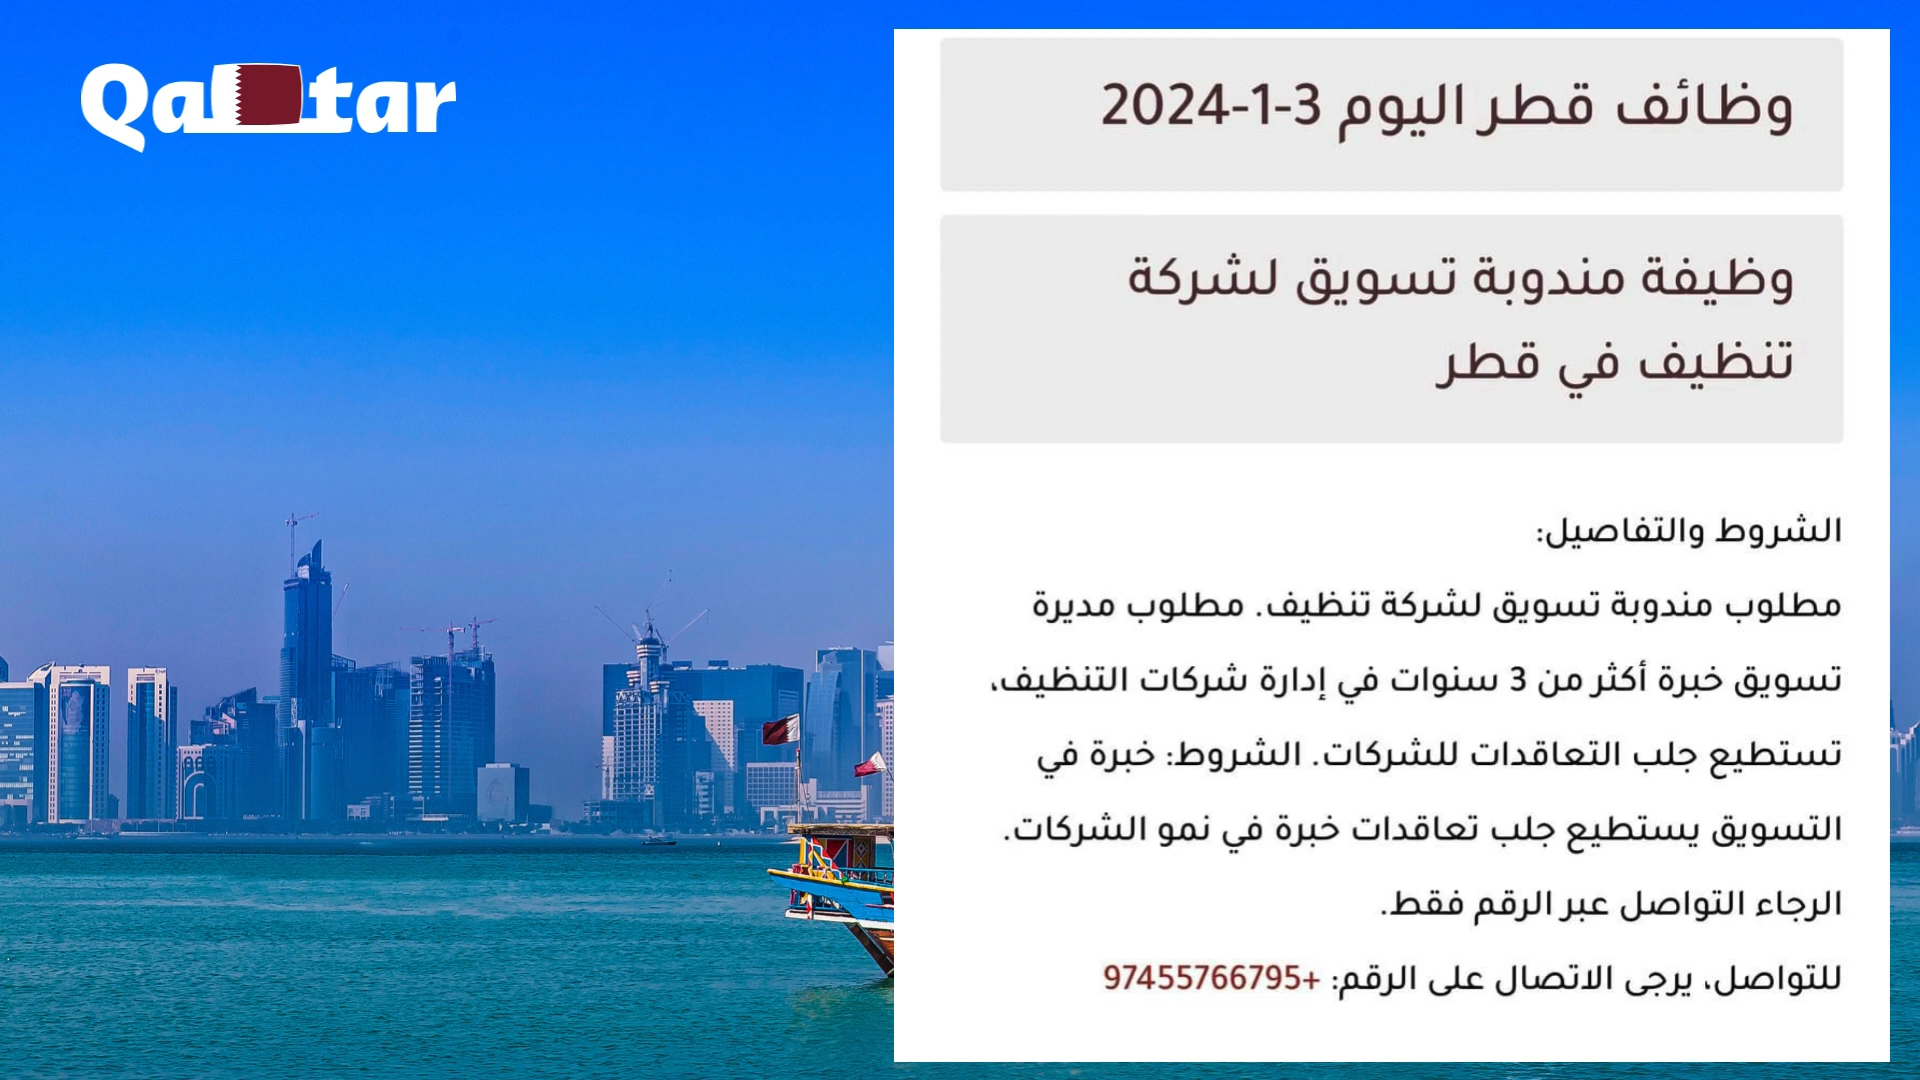 Qatar
وظائف قطر اليوم 3-1-2024
وظيفة مندوبة تسويق لشركة
تنظيف في قطر
الشروط والتفاصيل:
مطلوب مندوبة تسويق لشركة تنظيف. مطلوب مديرة
تسويق خبرة أكثر من 3 سنوات في إدارة شركات التنظيف،
تستطيع جلب التعاقدات للشركات. الشروط: خبرة في
التسويق يستطيع جلب تعاقدات خبرة في نمو الشركات.
الرجاء التواصل عبر الرقم فقط.
للتواصل، يرجى الاتصال على الرقم: +97455766795